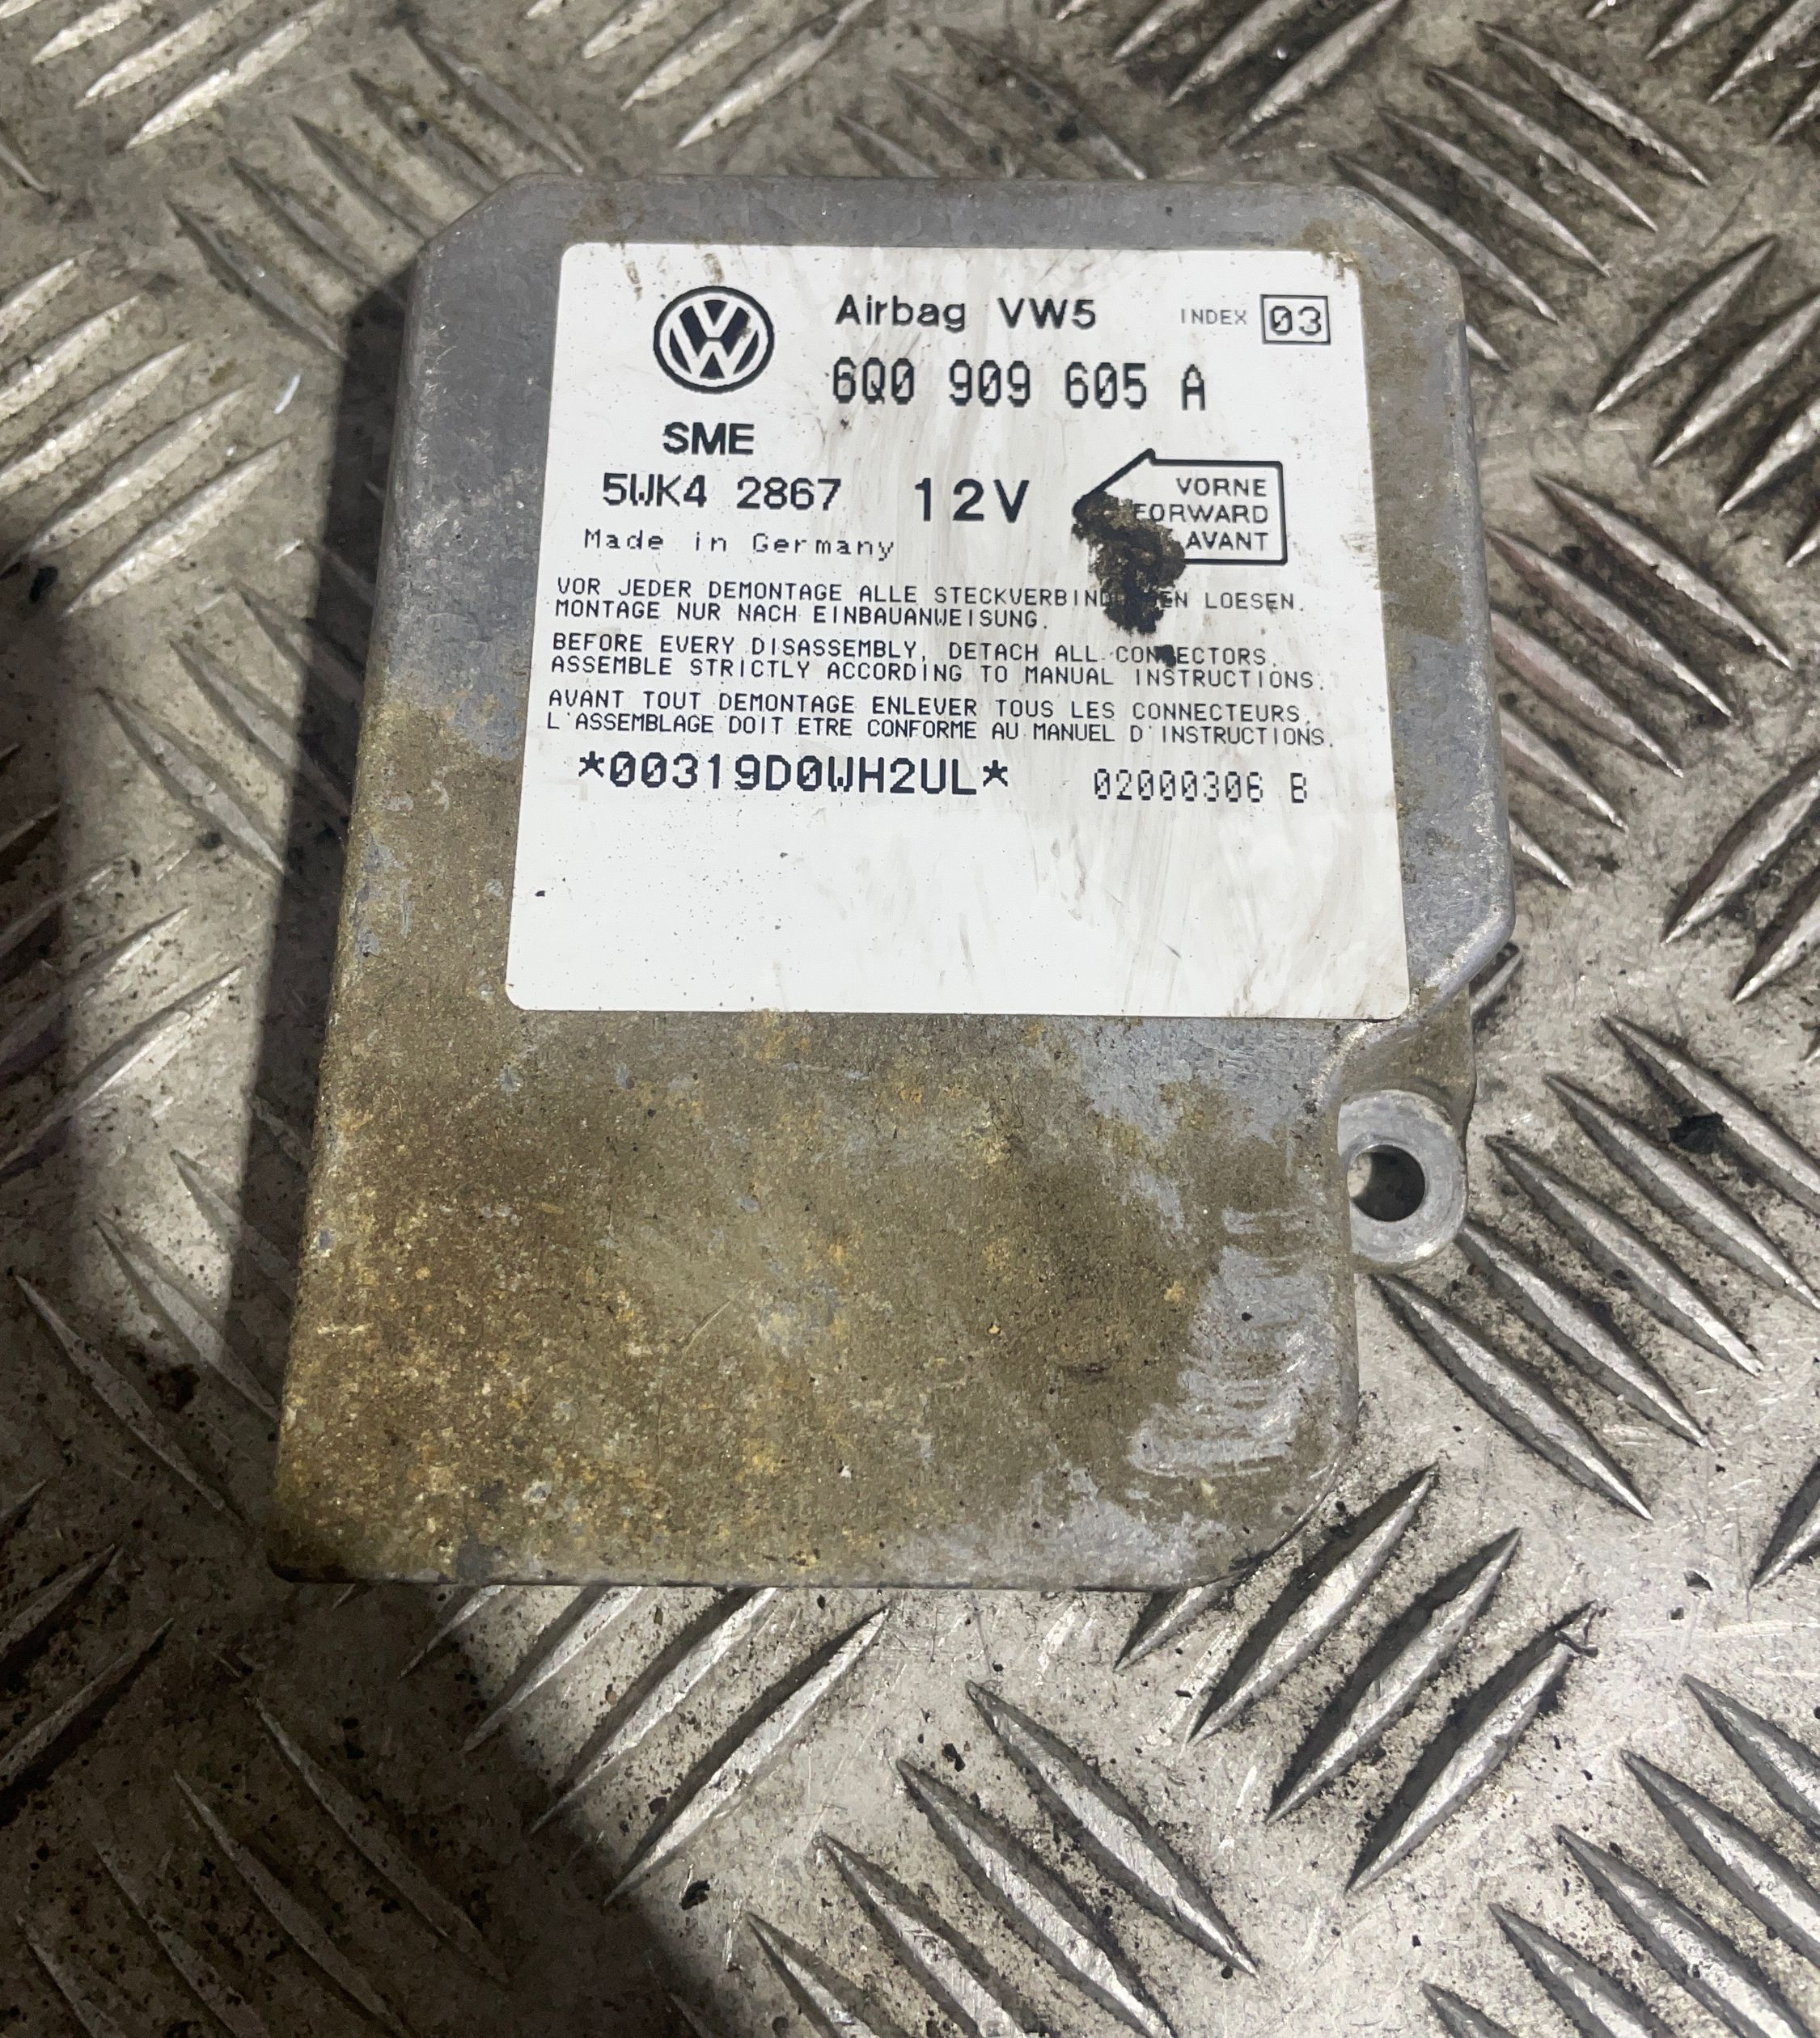 Airbag VW5 INDEX 03
6Q0 909 605 A
SME
5WK4 2867 12V
VORNE
FORWARD
AVANT
Made in Germany
VOR JEDER DEMONTAGE ALLE LOESEN.
MONTAGE NUR NACH EINBAUANWEISUNG.
BEFORE EVERY DISASSEMBLY, DETACH ALL CONNECTORS.
ASSEMBLE STRICTLY ACCORDING TO MANUAL INSTRUCTIONS.
AVANT TOUT DEMONTAGE ENLEVER TOUS LES CONNECTEURS.
L'ASSEMBLAGE DOIT ETRE CONFORME AU MANUEL D'INSTRUCTIONS.
*00319D0WH2UL* 02000306 B